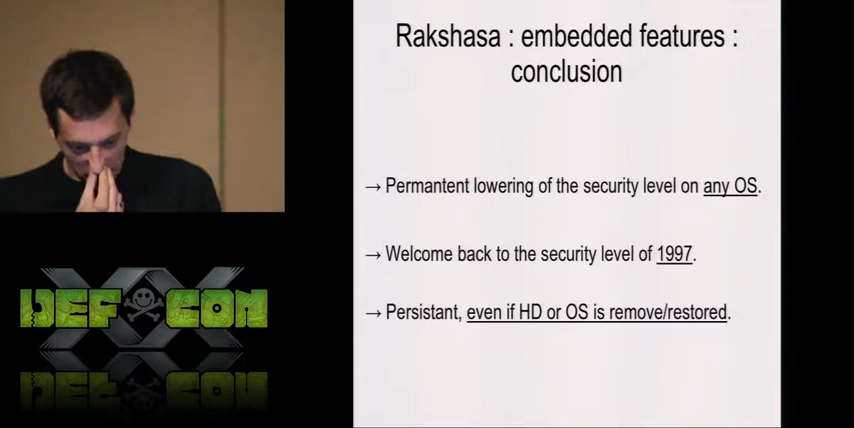 Rakshasa : embedded features :
conclusion
→ Permantent lowering of the security level on any OS.
→ Welcome back to the security level of 1997.
→ Persistant, even if HD or OS is remove/restored.
DEF CON
XX